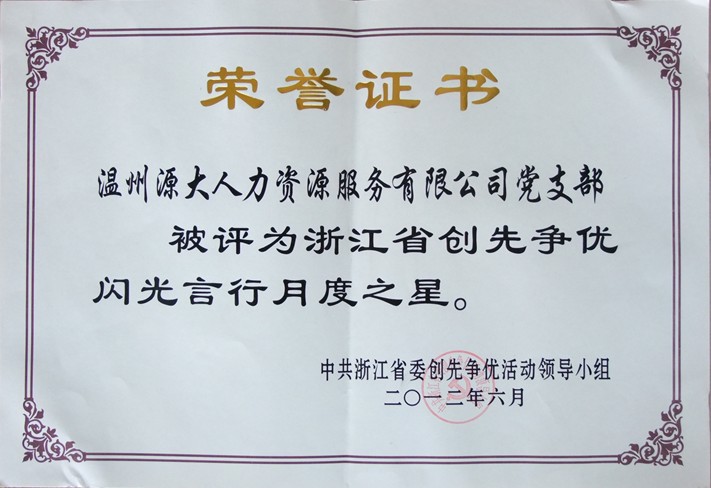 荣誉证书
温州源大人力资源服务有限公司党支部
被评为浙江省创先争优
闪光言行月度之星。
中共浙江省委创先争优活动领导小组
二〇一二年六月